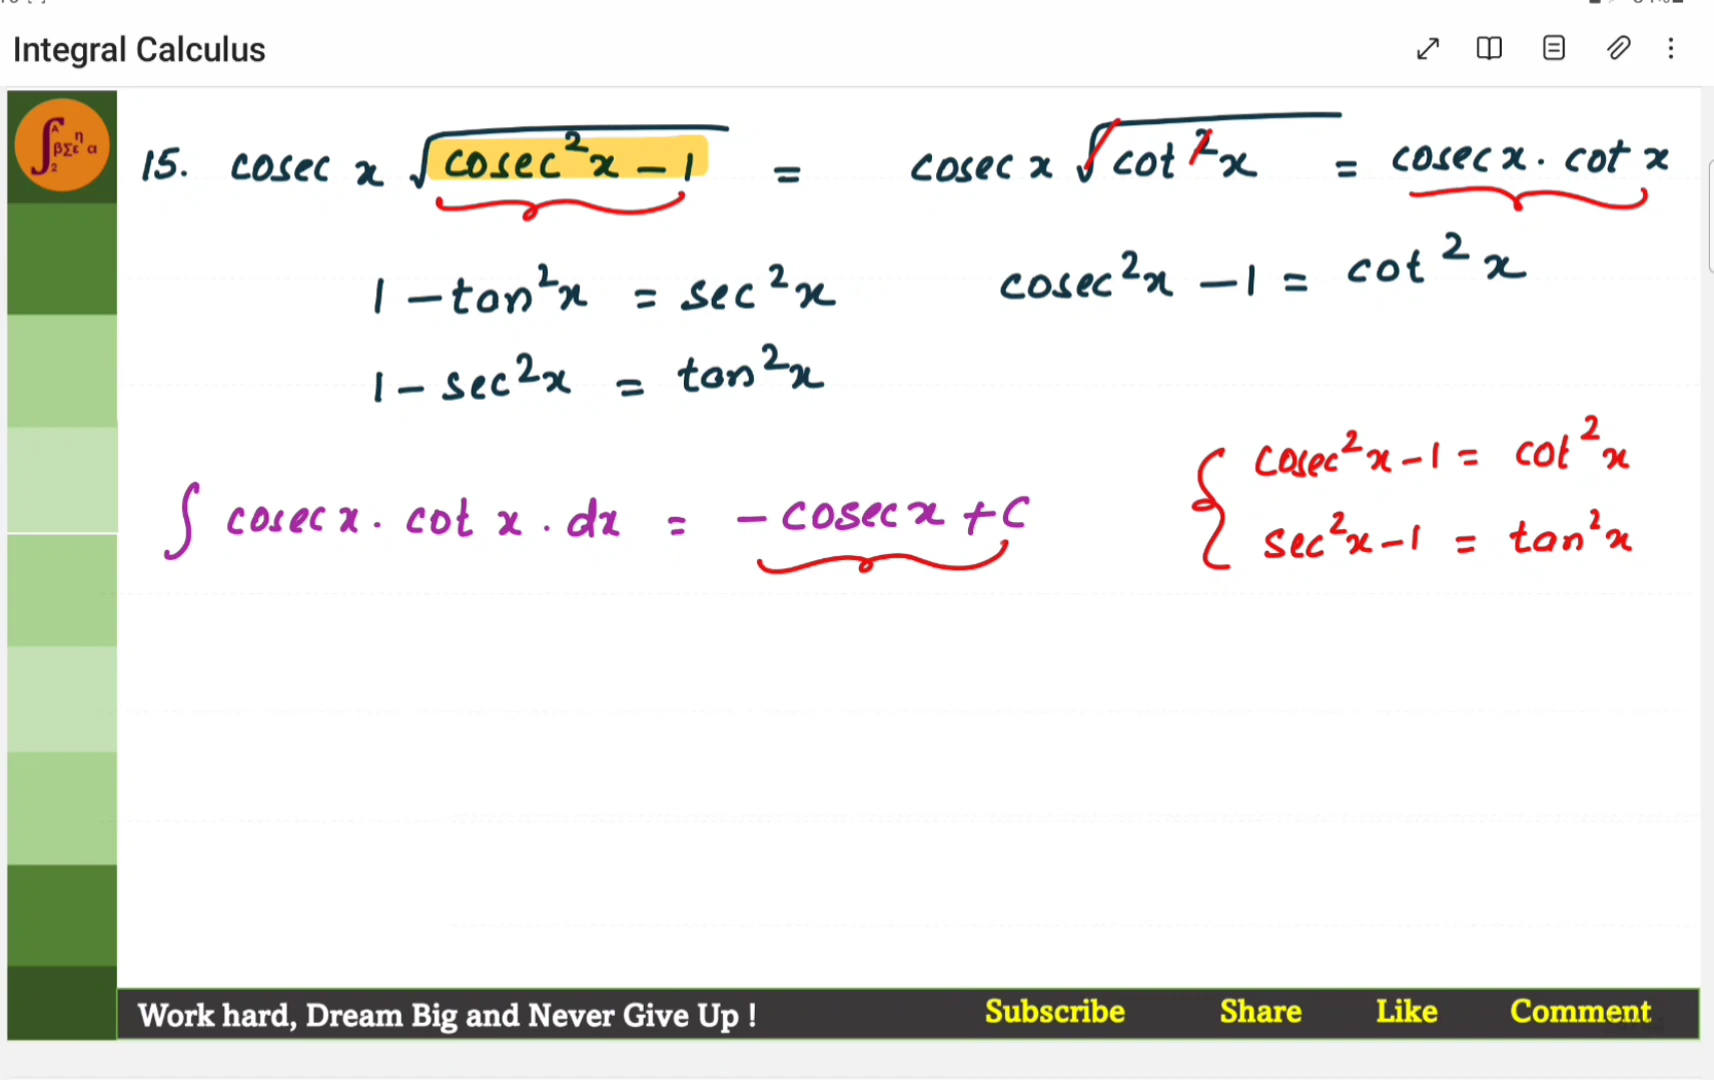 Integral Calculus
15. cosec x √(cosec²x − 1) = cosec x √(cot²x) = cosec x · cot x
1 − tan²x = sec²x cosec²x − 1 = cot²x
1 − sec²x = tan²x
cosec²x − 1 = cot²x
∫ cosec x · cot x · dx = − cosec x + C
sec²x − 1 = tan²x
Work hard, Dream Big and Never Give Up ! Subscribe Share Like Comment